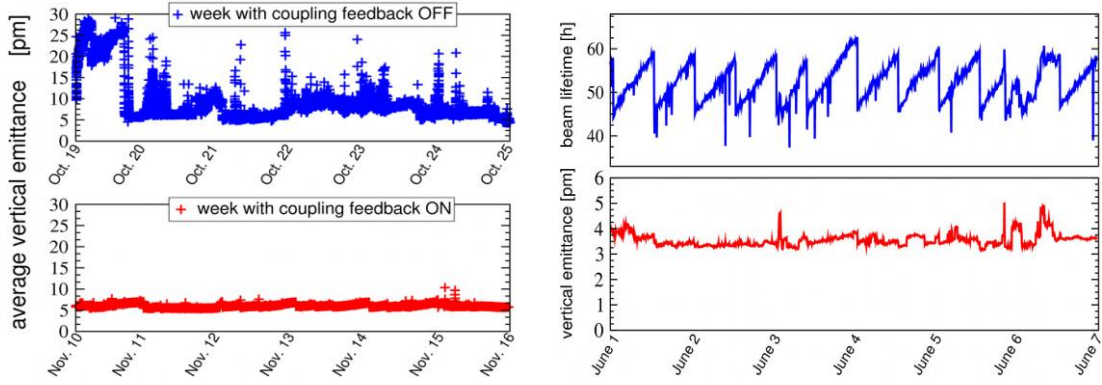 average vertical emittance [pm]
+ week with coupling feedback OFF
30
25
20
15
10
5
0
Oct. 19
Oct. 20
Oct. 21
Oct. 22
Oct. 23
Oct. 24
Oct. 25
+ week with coupling feedback ON
30
25
20
15
10
5
0
Nov. 10
Nov. 11
Nov. 12
Nov. 13
Nov. 14
Nov. 15
Nov. 16
beam lifetime [h]
60
50
40
vertical emittance [pm]
6
5
4
3
2
1
0
June 1
June 2
June 3
June 4
June 5
June 6
June 7